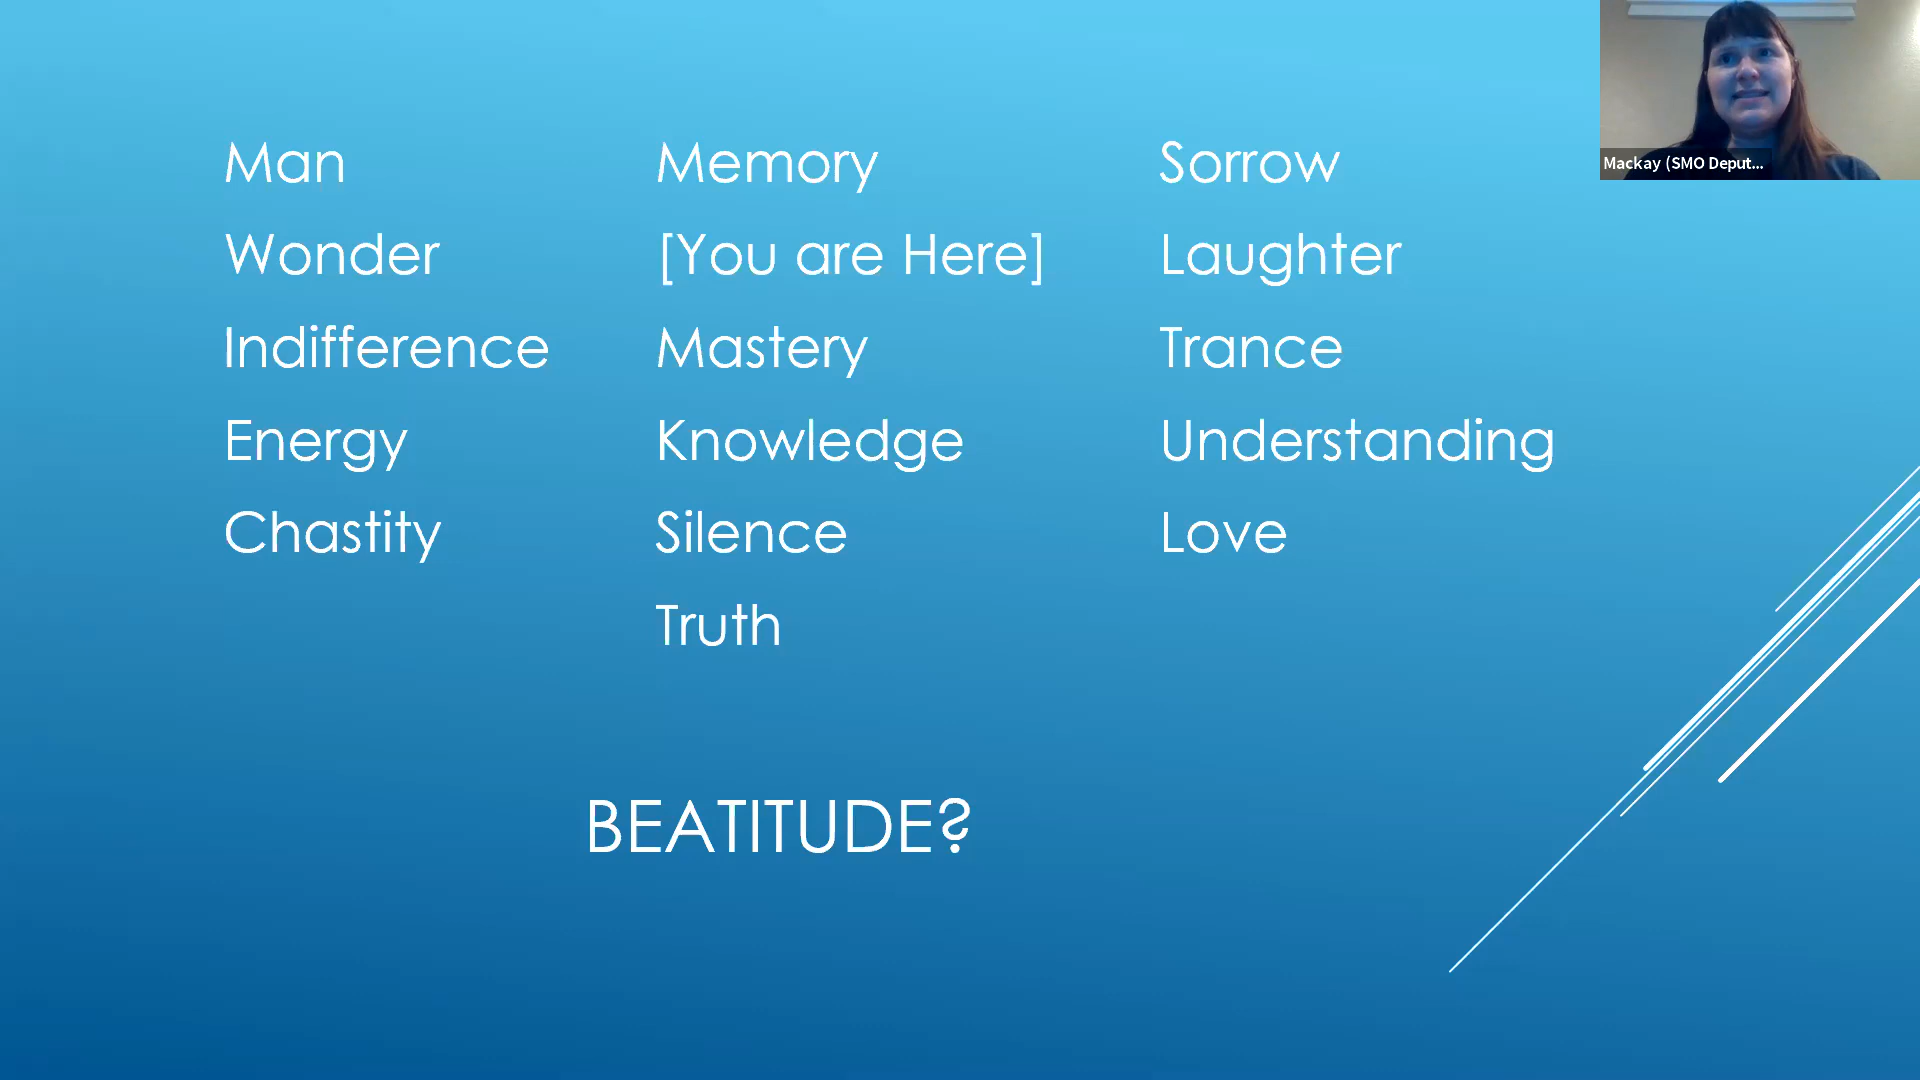 Man
Wonder
Indifference
Energy
Chastity
Memory
[You are Here]
Mastery
Knowledge
Silence
Truth
Sorrow
Laughter
Trance
Understanding
Love
BEATITUDE?
Mackay (SMO Deput...